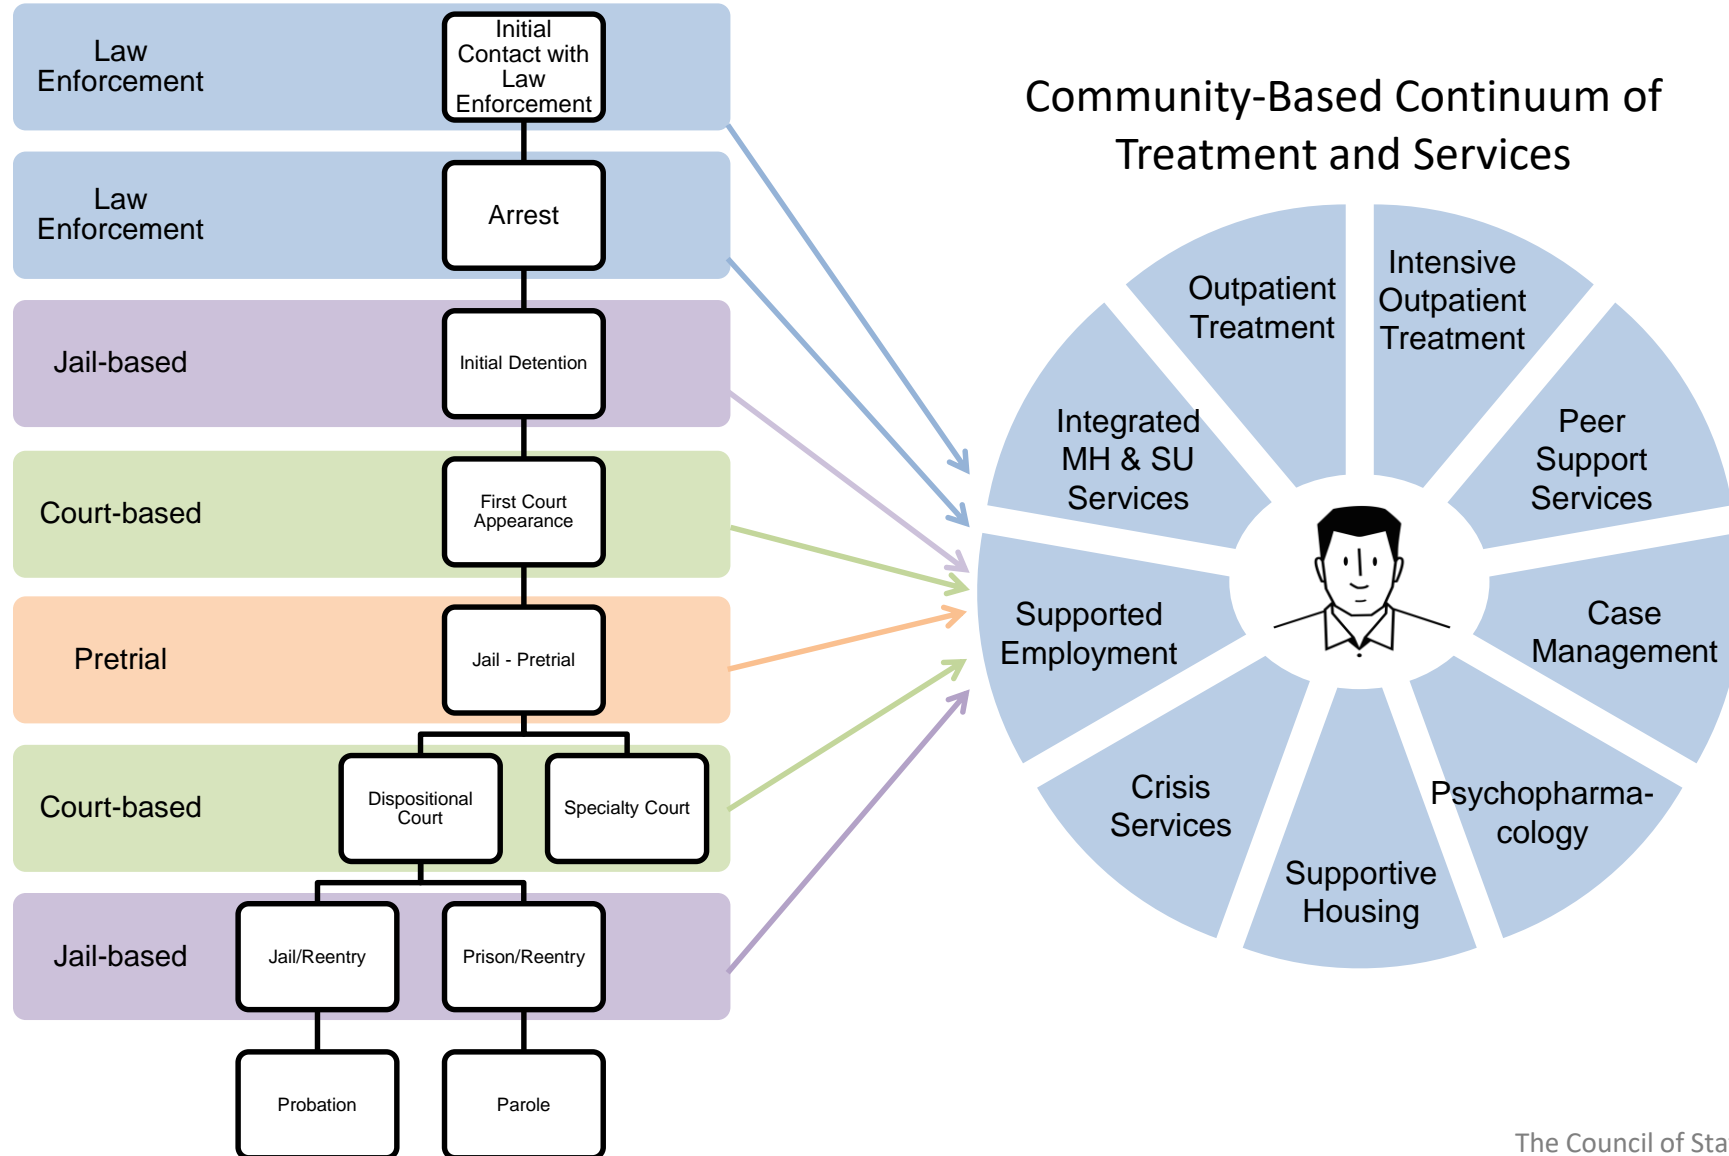 Law
Enforcement
Initial
Contact with
Law
Enforcement
Law
Enforcement
Arrest
Jail-based
Initial Detention
Court-based
First Court
Appearance
Pretrial
Jail - Pretrial
Court-based
Dispositional
Court
Specialty Court
Jail-based
Jail/Reentry
Prison/Reentry
Probation
Parole
Community-Based Continuum of
Treatment and Services
Outpatient
Treatment
Intensive
Outpatient
Treatment
Integrated
MH & SU
Services
Peer
Support
Services
Supported
Employment
Case
Management
Crisis
Services
Psychopharma-
cology
Supportive
Housing
The Council of Sta